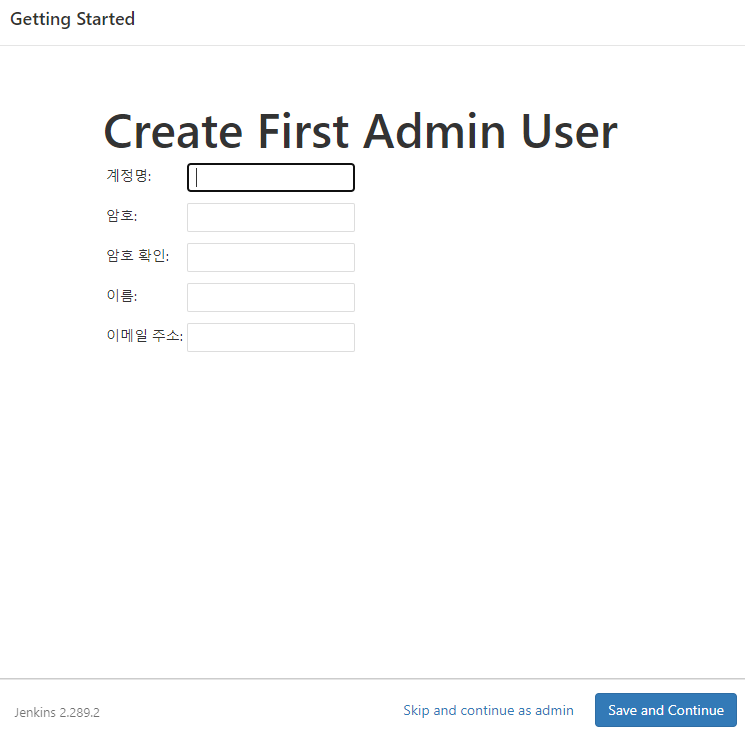 Getting Started
Create First Admin User
계정명:
암호:
암호 확인:
이름:
이메일 주소:
Jenkins 2.289.2
Skip and continue as admin
Save and Continue